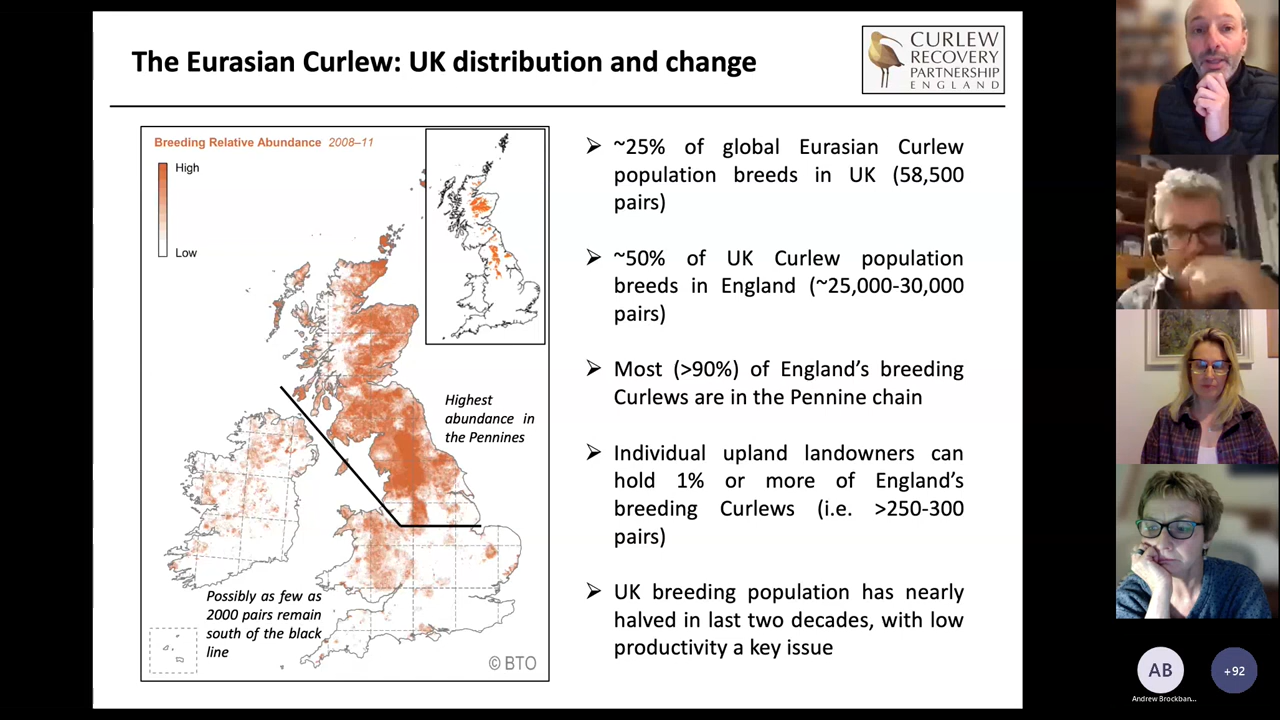 The Eurasian Curlew: UK distribution and change
CURLEW
RECOVERY
PARTNERSHIP
ENGLAND
Breeding Relative Abundance 2008–11
High
Low
Highest
abundance in
the Pennines
Possibly as few as
2000 pairs remain
south of the black
line
© BTO
~25% of global Eurasian Curlew
population breeds in UK (58,500
pairs)
~50% of UK Curlew population
breeds in England (~25,000-30,000
pairs)
Most (>90%) of England’s breeding
Curlews are in the Pennine chain
Individual upland landowners can
hold 1% or more of England’s
breeding Curlews (i.e. >250-300
pairs)
UK breeding population has nearly
halved in last two decades, with low
productivity a key issue
AB
+92
Andrew Brockban...